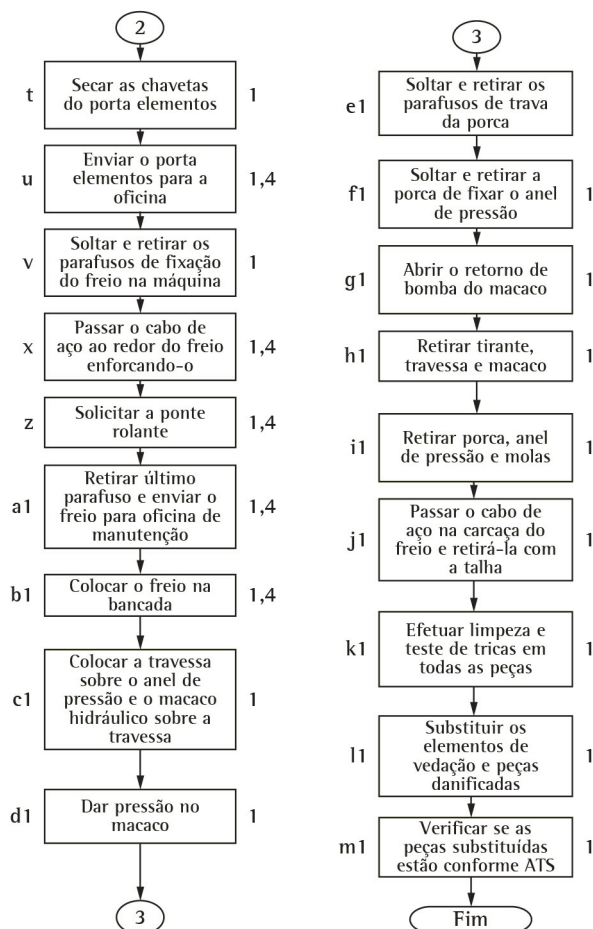 2
t
Secar as chavetas
do porta elementos
1
u
Enviar o porta
elementos para a
oficina
1,4
v
Soltar e retirar os
parafusos de fixação
do freio na máquina
1
x
Passar o cabo de
aço ao redor do freio
enforcando-o
1,4
z
Solicitar a ponte
rolante
1,4
a1
Retirar último
parafuso e enviar o
freio para oficina de
manutenção
1,4
b1
Colocar o freio na
bancada
1,4
c1
Colocar a travessa
sobre o anel de
pressão e o macaco
hidráulico sobre a
travessa
1
d1
Dar pressão no
macaco
1
3
3
e1
Soltar e retirar os
parafusos de trava
da porca
f1
Soltar e retirar a
porca de fixar o anel
de pressão
1
g1
Abrir o retorno de
bomba do macaco
1
h1
Retirar tirante,
travessa e macaco
1
i1
Retirar porca, anel
de pressão e molas
1
j1
Passar o cabo de
aço na carcaça do
freio e retirá-la com
a talha
1
k1
Efetuar limpeza e
teste de tricas em
todas as peças
1
l1
Substituir os
elementos de
vedação e peças
danificadas
1
m1
Verificar se as
peças substituídas
estão conforme ATS
1
Fim